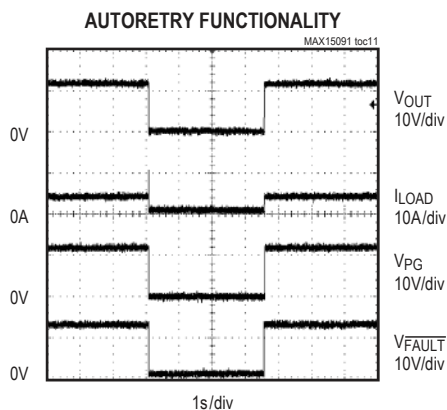 AUTORETRY FUNCTIONALITY
MAX15091 toc11
VOUT
10V/div
0V
ILOAD
10A/div
0A
VPG
10V/div
0V
VFAULT
10V/div
0V
1s/div